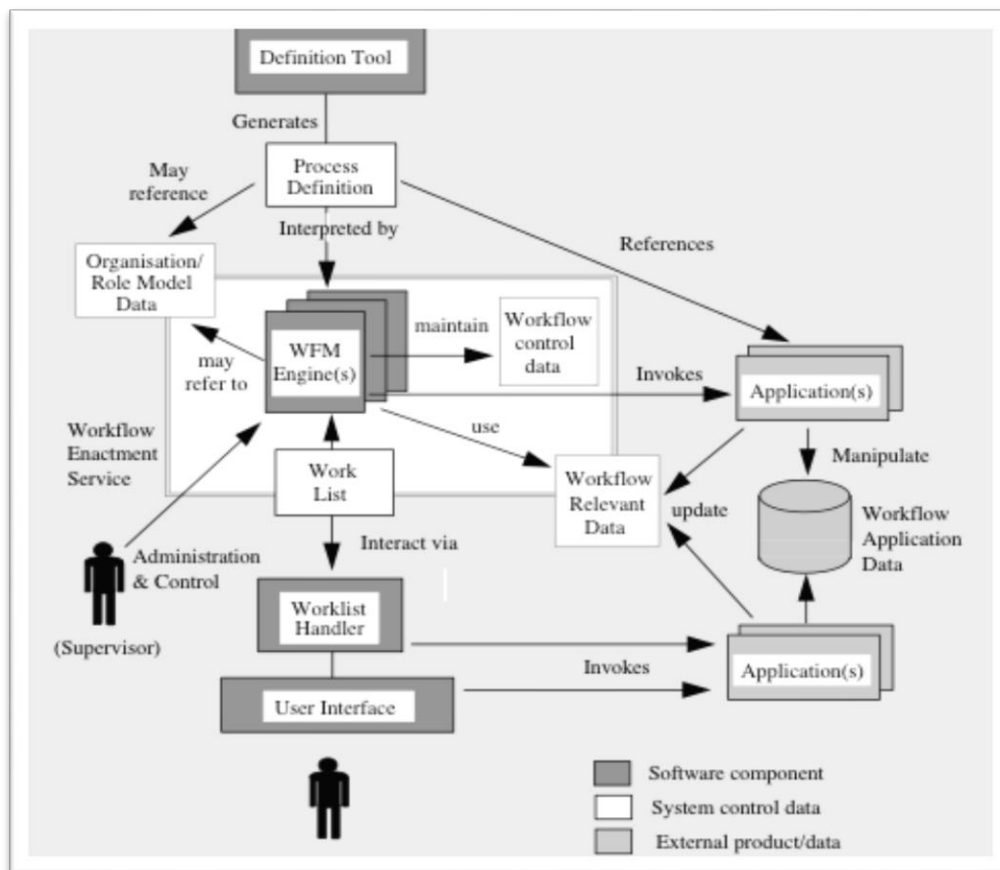 Definition Tool
Generates
Process
Definition
May
reference
Interpreted by
References
Organisation/
Role Model
Data
WFM
Engine(s)
maintain
Workflow
control
data
may
refer to
Invokes
Application(s)
use
Workflow
Enactment
Service
Work
List
Workflow
Relevant
Data
update
Manipulate
Workflow
Application
Data
Interact via
Administration
& Control
(Supervisor)
Worklist
Handler
Invokes
Application(s)
User Interface
Software component
System control data
External product/data